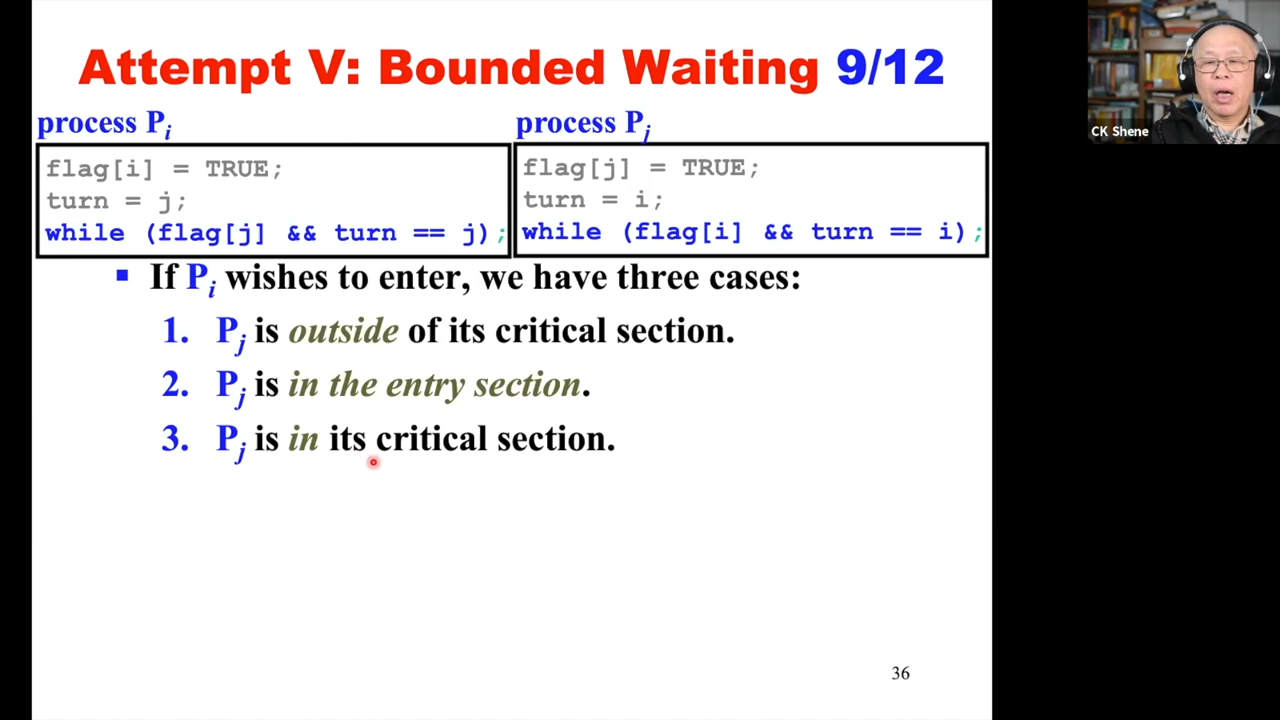 Attempt V: Bounded Waiting 9/12
process Pi
flag[i] = TRUE;
turn = j;
while (flag[j] && turn == j);
process Pj
flag[j] = TRUE;
turn = i;
while (flag[i] && turn == i);
▪ If Pi wishes to enter, we have three cases:
1. Pj is outside of its critical section.
2. Pj is in the entry section.
3. Pj is in its critical section.
36
CK Shene